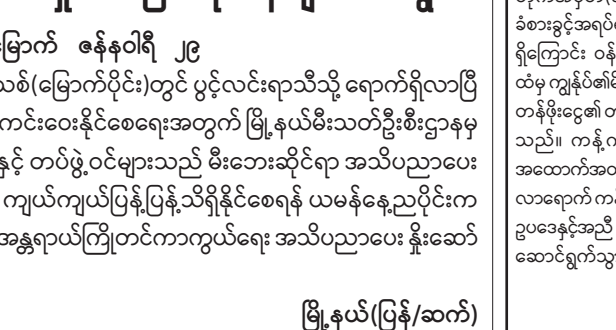 မြောက် ဇန်နဝါရီ ၂၉
သစ်(မြောက်ပိုင်း)တွင် ပွင့်လင်းရာသီသို့ ရောက်ရှိလာပြီ
ကင်းဝေးနိုင်စေရေးအတွက် မြို့နယ်မီးသတ်ဦးစီးဌာနမှ
နှင့် တပ်ဖွဲ့ဝင်များသည် မီးဘေးဆိုင်ရာ အသိပညာပေး
ကျယ်ကျယ်ပြန့်ပြန့်သိရှိနိုင်စေရန် ယမန်နေ့ညပိုင်းက
အန္တရာယ်ကြိုတင်ကာကွယ်ရေး အသိပညာပေး နှိုးဆော်
မြို့နယ်(ပြန်/ဆက်)
ခံစားခွင့်အရပ်
ရှိကြောင်း ဝန်
ထံမှ ကျွန်ုပ်၏မိ
တန်ဖိုးငွေ၏ တ
သည်။ ကန့်က
အထောက်အထ
လာရောက် ကန်
ဥပဒေနှင့်အညီ
ဆောင်ရွက်သွာ